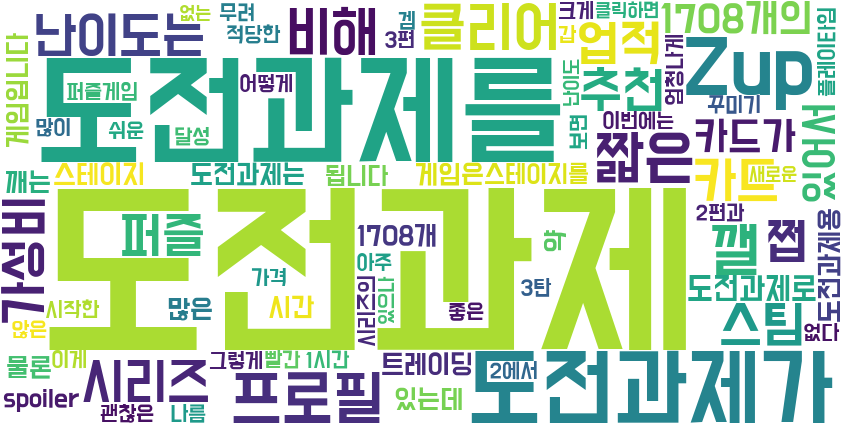 없는 무려 난이도는 적당한 비해 겜 3편 클리어 크게 클릭하면 갑 업적 1708개의
게임입니다 도전과제를 퍼즐게임 어떻게 난이도 추천 엄청나게 Zup 플레이타임
많이 쉬운 달성 보면 이번에는 꾸미기
짧은 카드가 있어서
깨는 스테이지 도전과제는 됩니다 게임은 스테이지를 카드 새로운
가성비 도전과제 퍼즐 1708개 약 2편과 깰 쩝 도전과제용
가격 아주 시리즈의 있으나
시작한 많은 시간 좋은 3탄 도전과제로
않은 스팀 없다
물론 이게 시리즈 그렇게 빨간 1시간 트레이딩 2에서 도전과제가
spoiler 괜찮은 나름 프로필 있는데